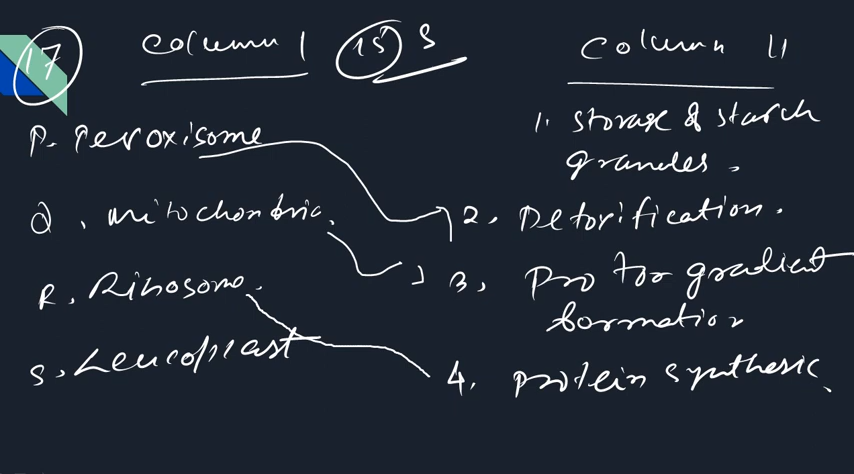 17 Column I 15 S Column II
P. Peroxisome
1. Storage of starch
granules.
Q. Mitochondria.
2. Detoxification.
R. Ribosome.
3. Proton gradient
formation
S. Leucoplast
4. Protein synthesis.